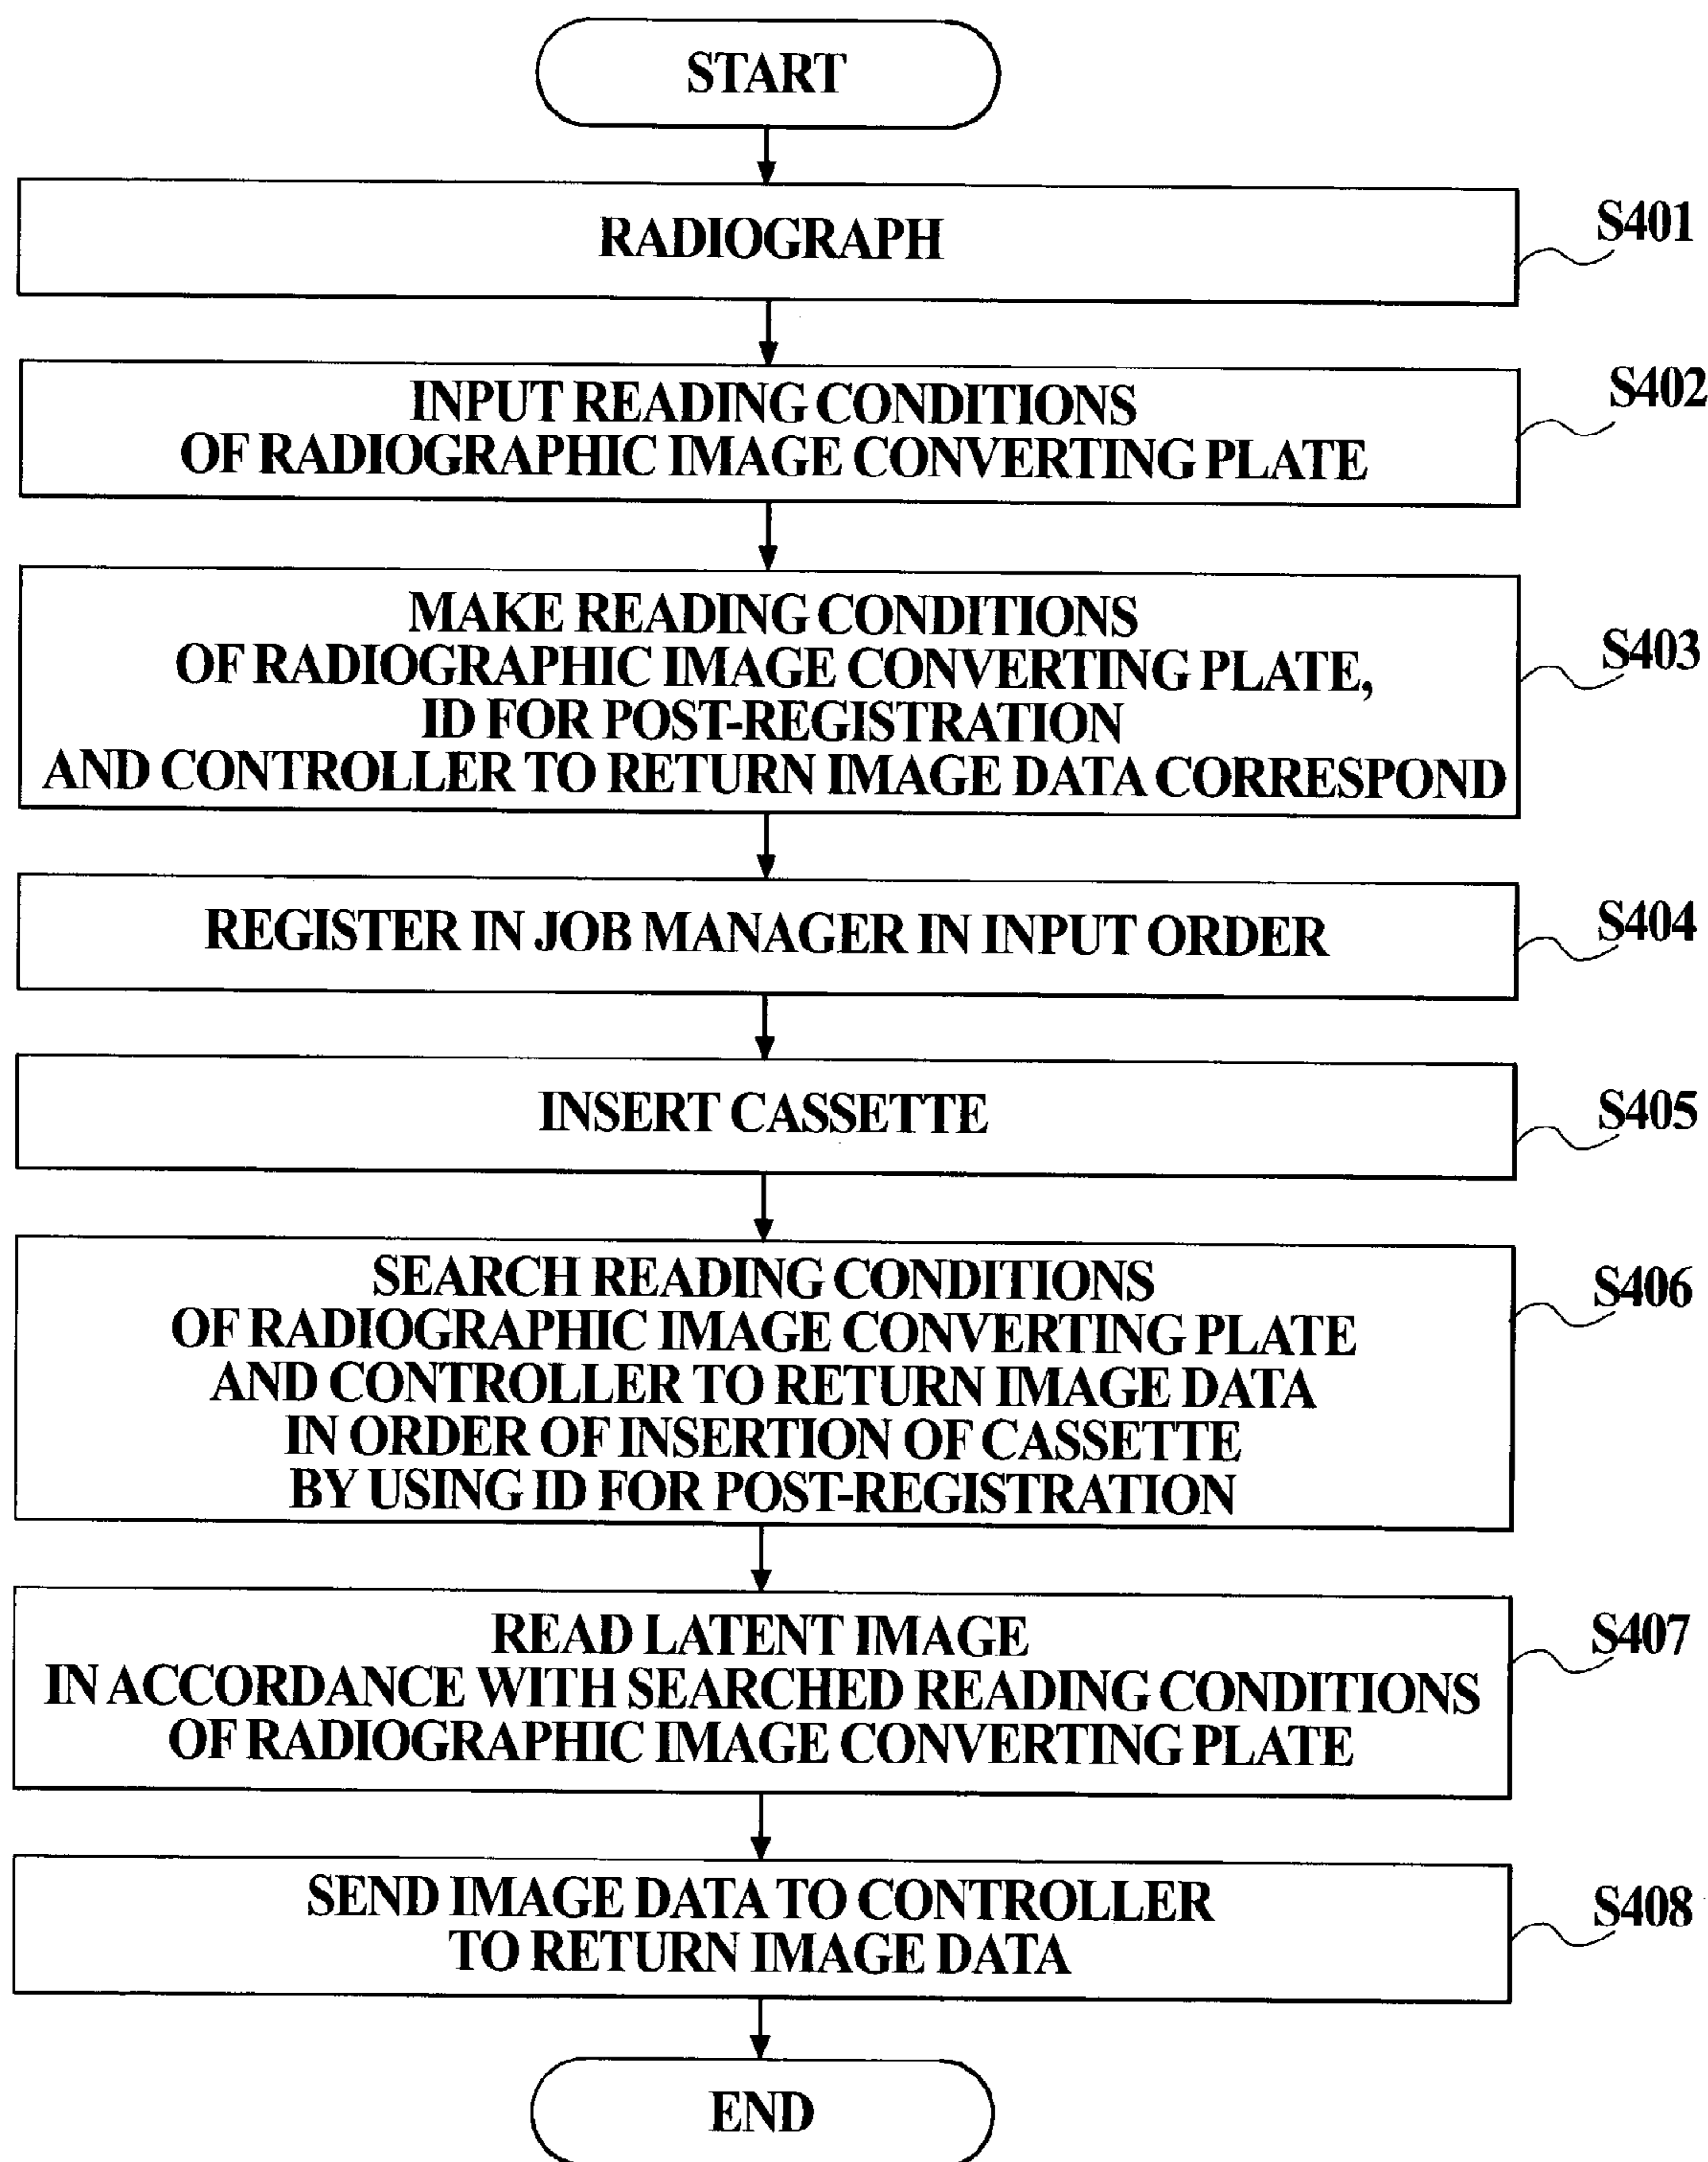 START
RADIOGRAPH
S401
INPUT READING CONDITIONS
OF RADIOGRAPHIC IMAGE CONVERTING PLATE
S402
MAKE READING CONDITIONS
OF RADIOGRAPHIC IMAGE CONVERTING PLATE,
ID FOR POST-REGISTRATION
AND CONTROLLER TO RETURN IMAGE DATA CORRESPOND
S403
REGISTER IN JOB MANAGER IN INPUT ORDER
S404
INSERT CASSETTE
S405
SEARCH READING CONDITIONS
OF RADIOGRAPHIC IMAGE CONVERTING PLATE
AND CONTROLLER TO RETURN IMAGE DATA
IN ORDER OF INSERTION OF CASSETTE
BY USING ID FOR POST-REGISTRATION
S406
READ LATENT IMAGE
IN ACCORDANCE WITH SEARCHED READING CONDITIONS
OF RADIOGRAPHIC IMAGE CONVERTING PLATE
S407
SEND IMAGE DATA TO CONTROLLER
TO RETURN IMAGE DATA
S408
END